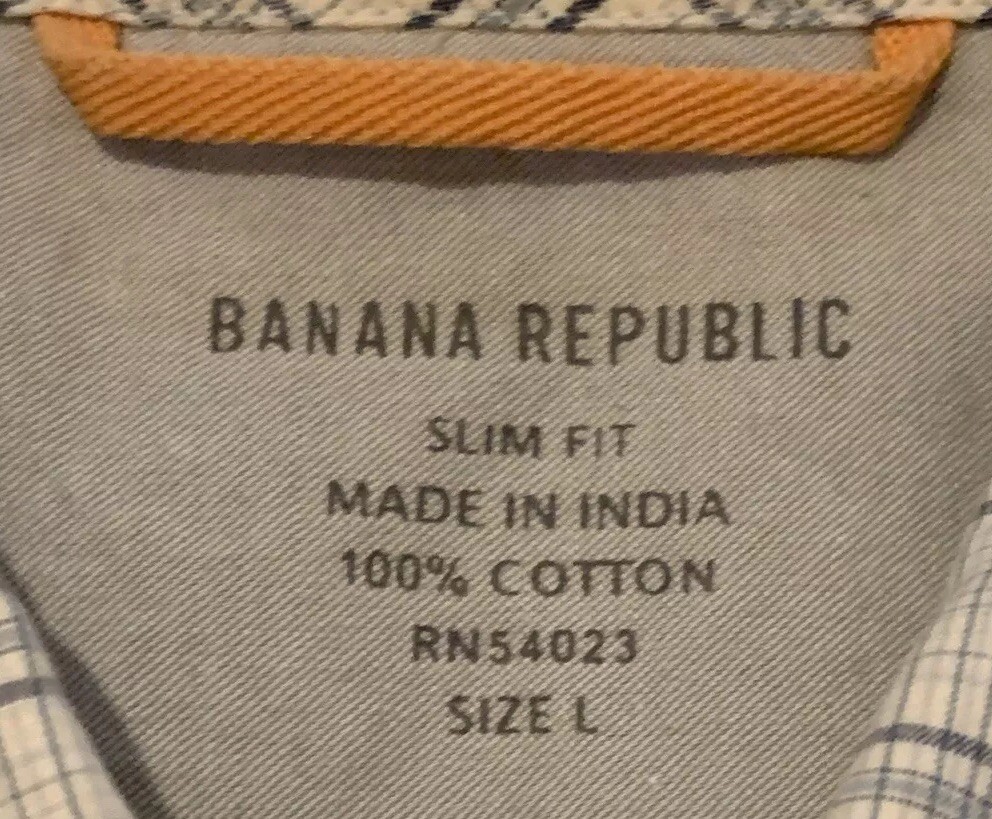 BANANA REPUBLIC
SLIM FIT
MADE IN INDIA
100% COTTON
RN54023
SIZE L